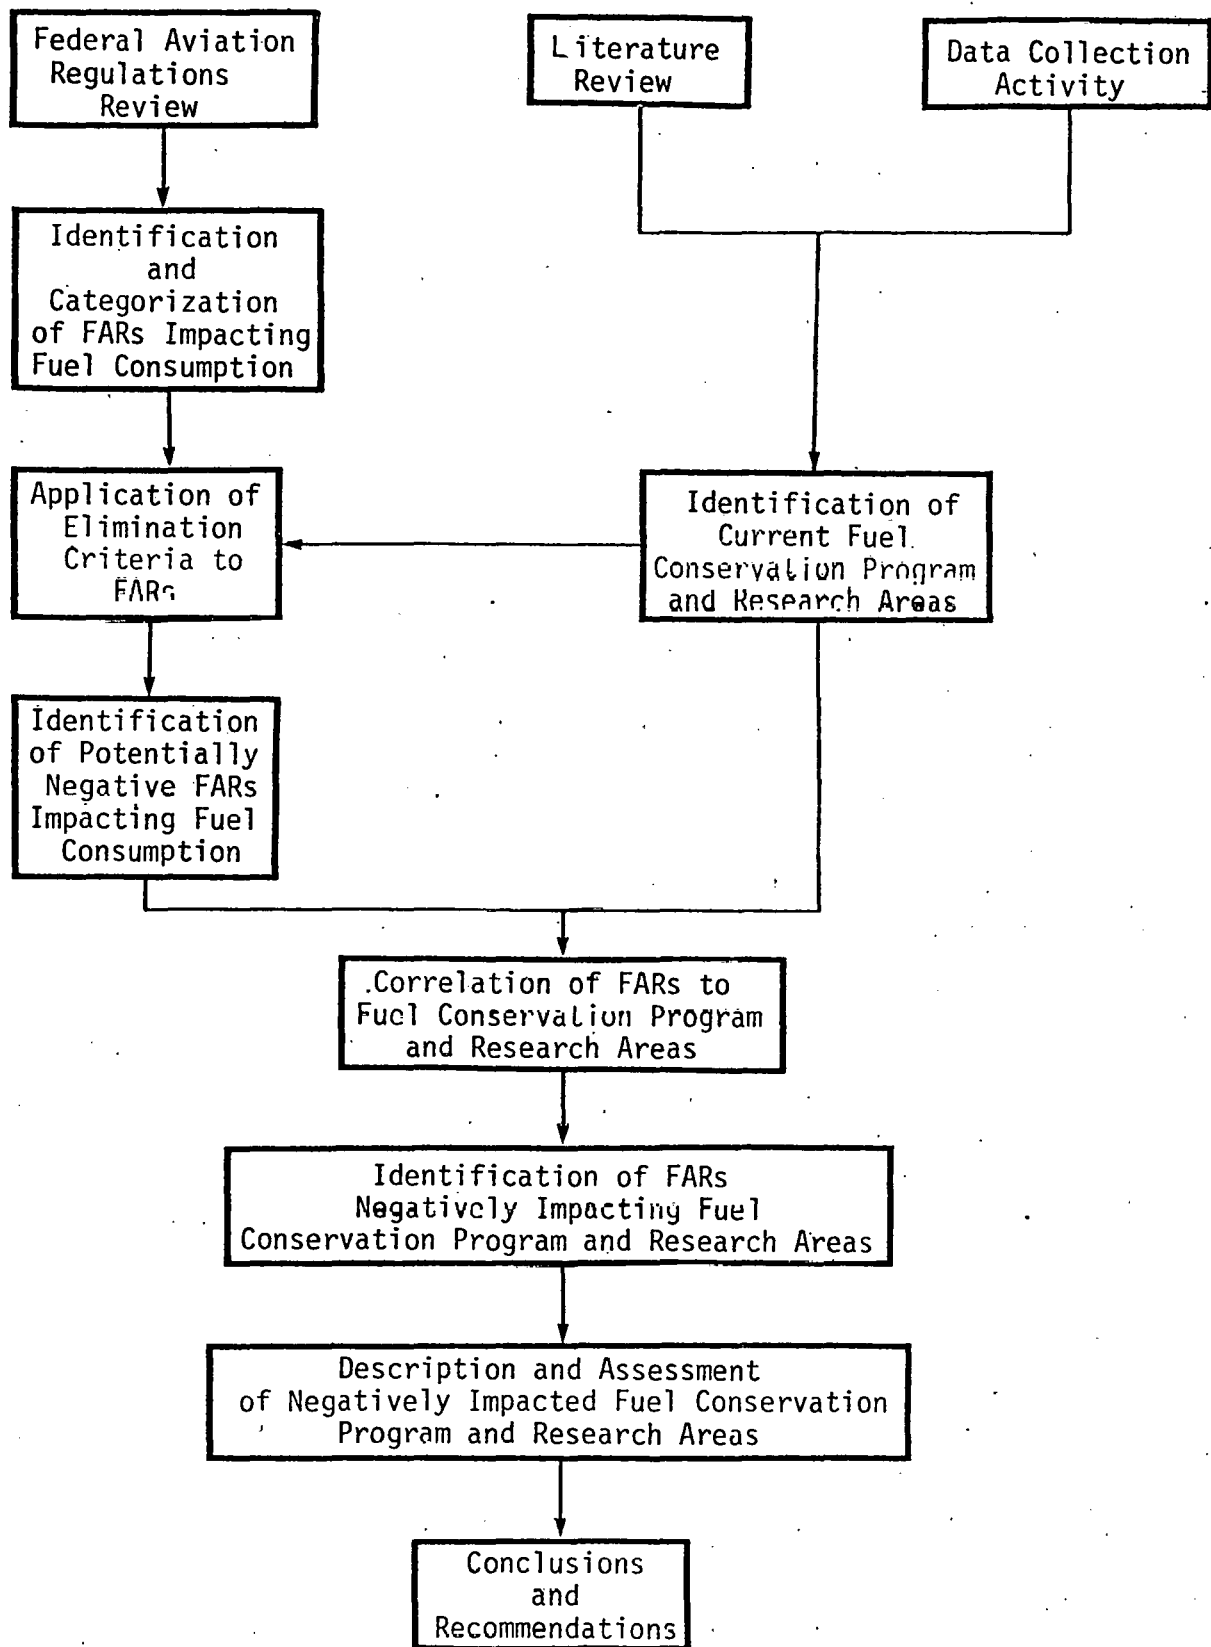 Federal Aviation
Regulations
Review
Literature
Review
Data Collection
Activity
Identification
and
Categorization
of FARs Impacting
Fuel Consumption
Application of
Elimination
Criteria to
FARs
Identification of
Current Fuel
Conservation Program
and Research Areas
Identification
of Potentially
Negative FARs
Impacting Fuel
Consumption
Correlation of FARs to
Fuel Conservation Program
and Research Areas
Identification of FARs
Negatively Impacting Fuel
Conservation Program and Research Areas
Description and Assessment
of Negatively Impacted Fuel Conservation
Program and Research Areas
Conclusions
and
Recommendations